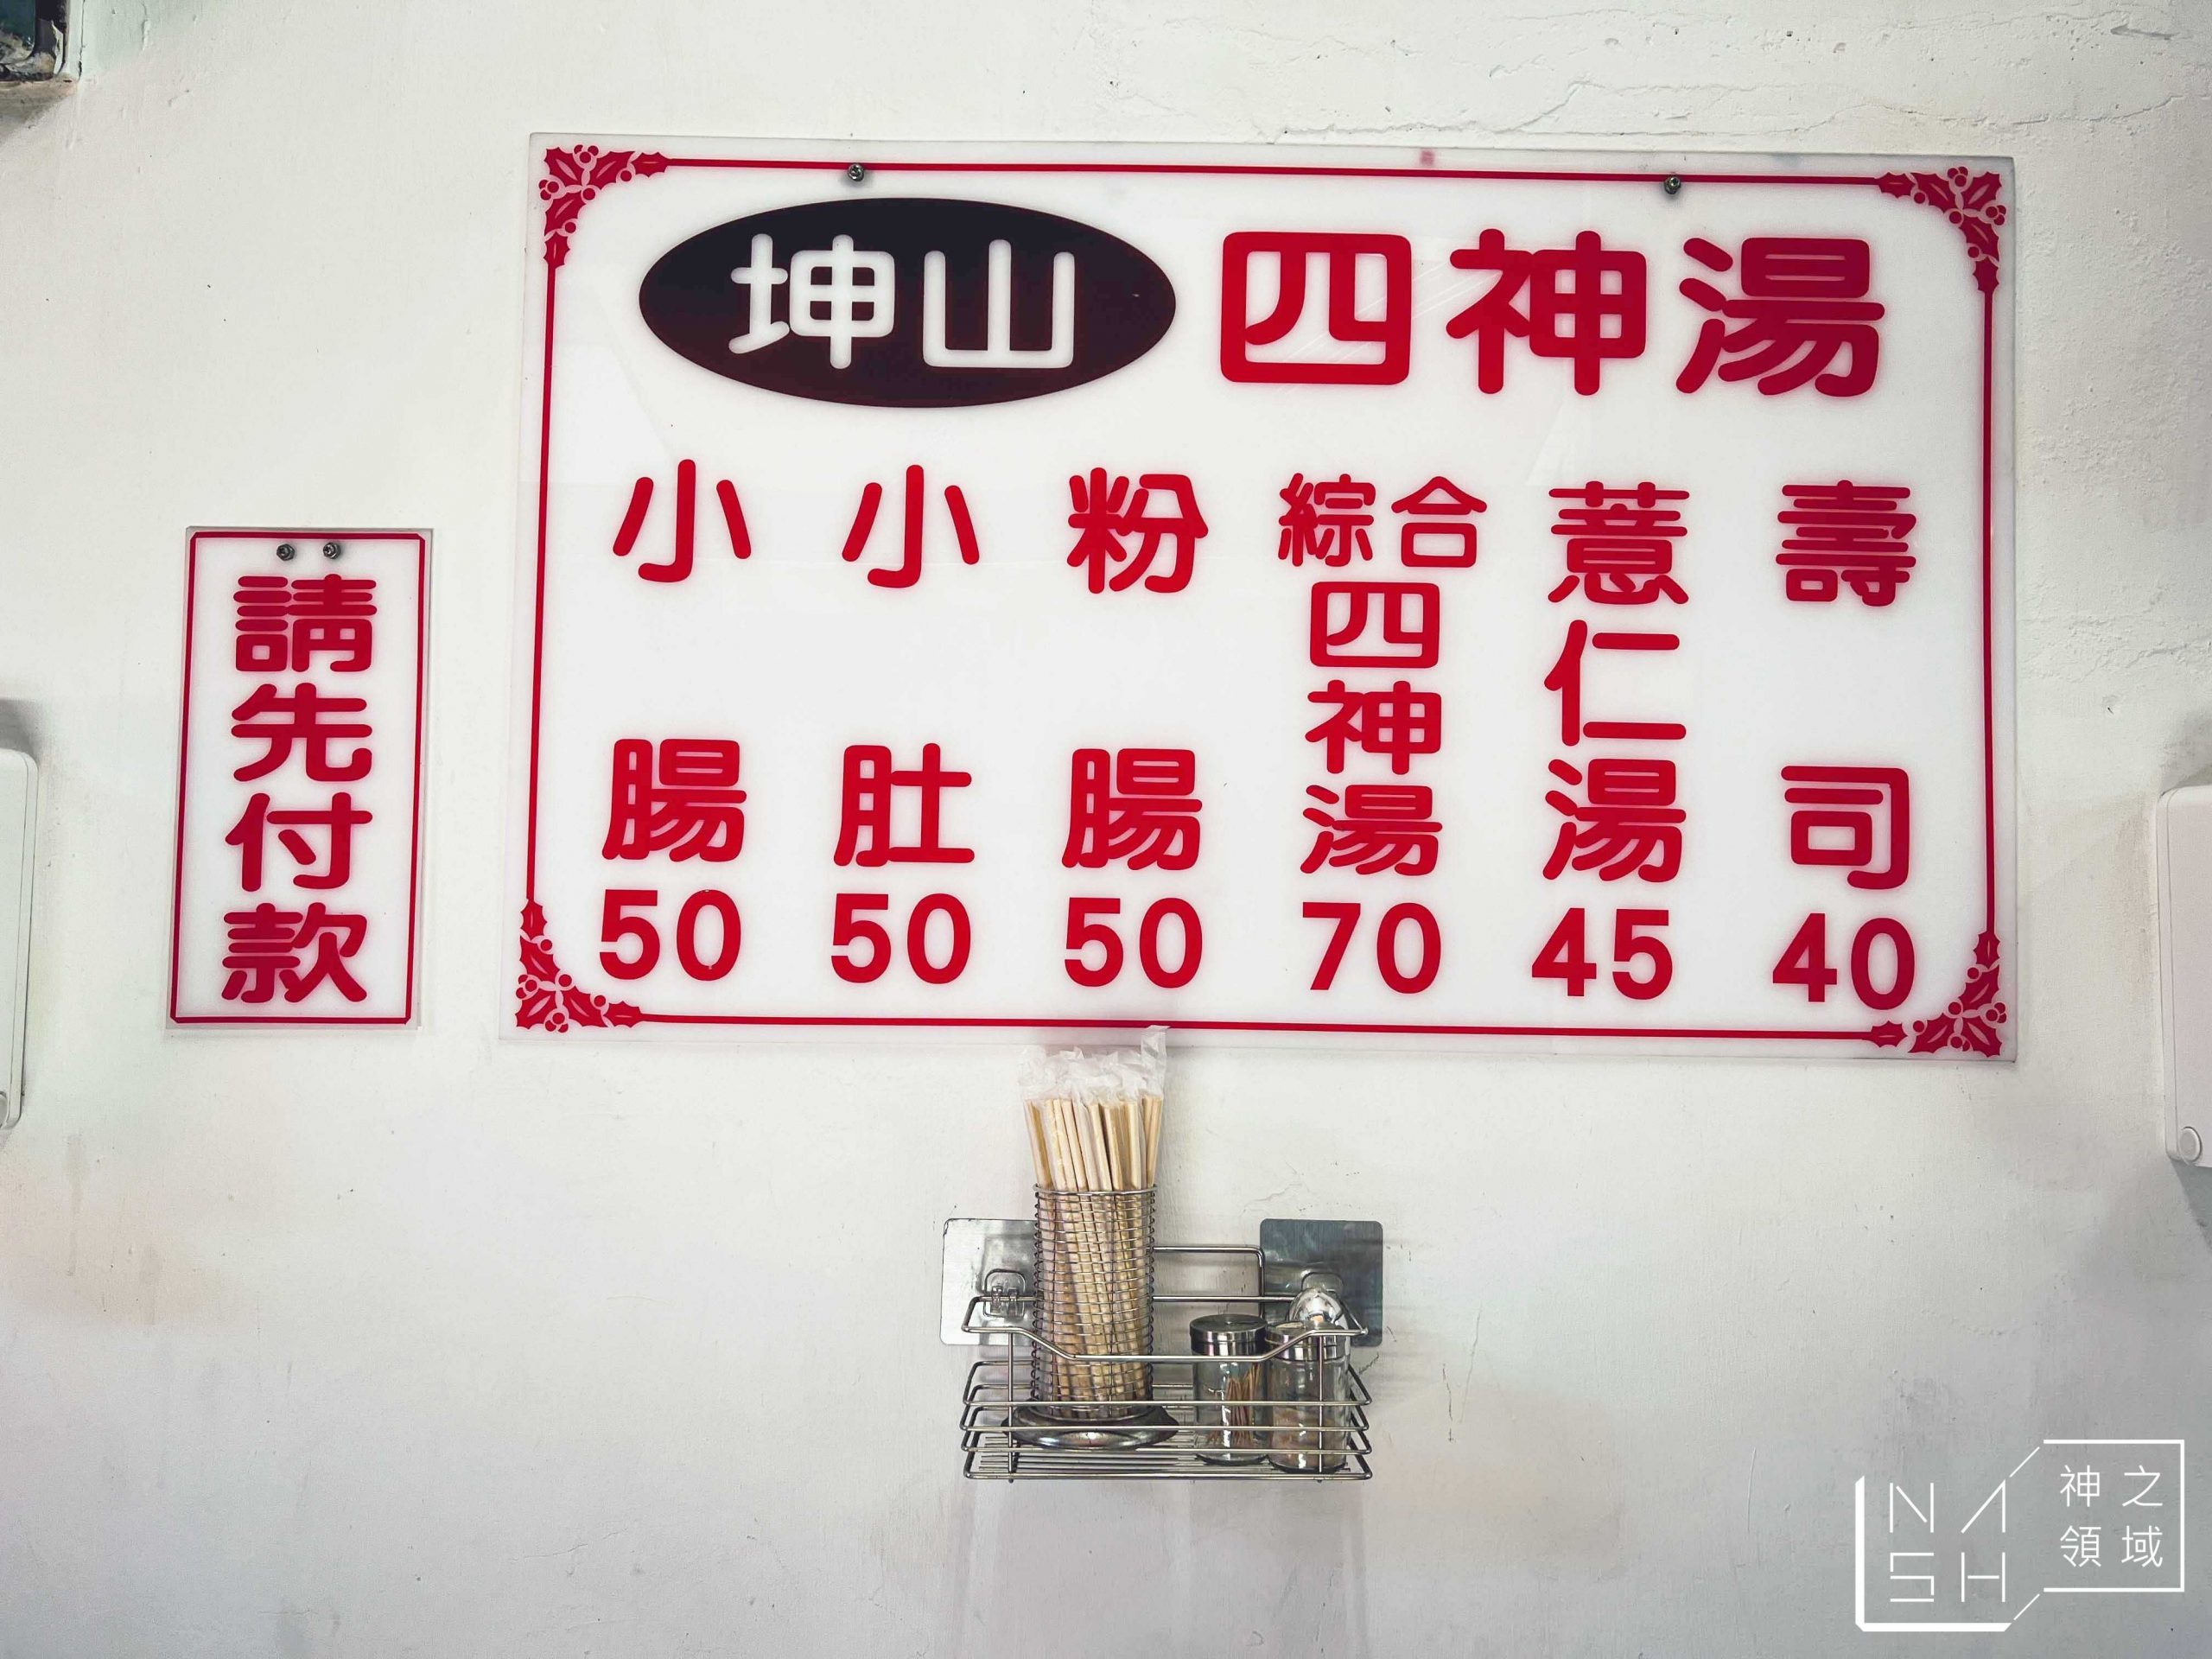 坤山 四神湯
小腸 50
小肚 50
粉腸 50
綜合四神湯 70
薏仁湯 45
壽司 40
請先付款
NASH
神之領域